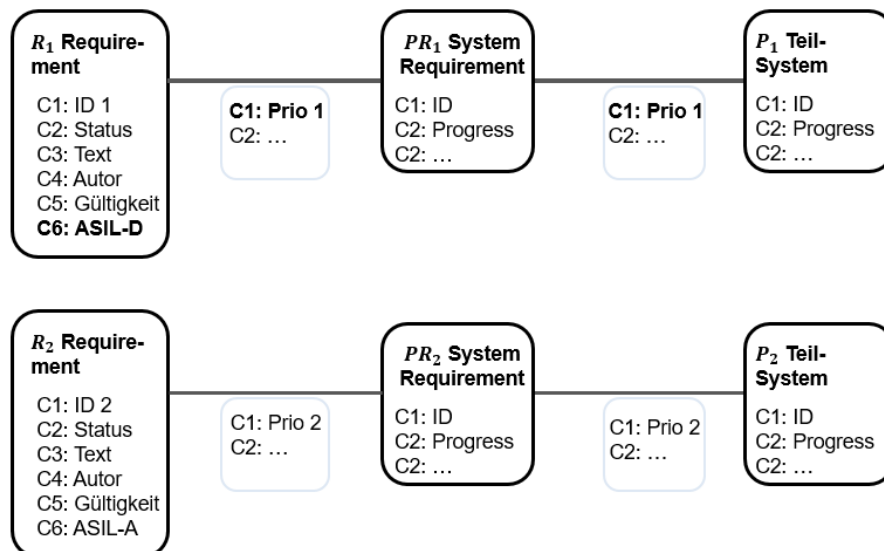 R₁ Require-
ment
C1: ID 1
C2: Status
C3: Text
C4: Autor
C5: Gültigkeit
C6: ASIL-D
C1: Prio 1
C2: …
PR₁ System
Requirement
C1: ID
C2: Progress
C2: …
C1: Prio 1
C2: …
P₁ Teil-
System
C1: ID
C2: Progress
C2: …
R₂ Require-
ment
C1: ID 2
C2: Status
C3: Text
C4: Autor
C5: Gültigkeit
C6: ASIL-A
C1: Prio 2
C2: …
PR₂ System
Requirement
C1: ID
C2: Progress
C2: …
C1: Prio 2
C2: …
P₂ Teil-
System
C1: ID
C2: Progress
C2: …